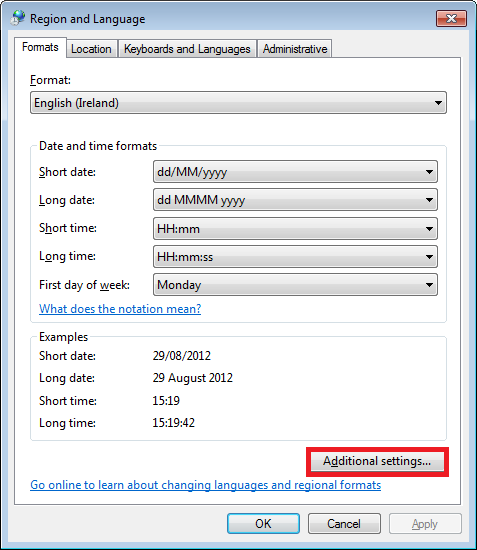 Region and Language
Formats Location Keyboards and Languages Administrative
Format:
English (Ireland)
Date and time formats
Short date: dd/MM/yyyy
Long date: dd MMMM yyyy
Short time: HH:mm
Long time: HH:mm:ss
First day of week: Monday
What does the notation mean?
Examples
Short date: 29/08/2012
Long date: 29 August 2012
Short time: 15:19
Long time: 15:19:42
Additional settings...
Go online to learn about changing languages and regional formats
OK Cancel Apply